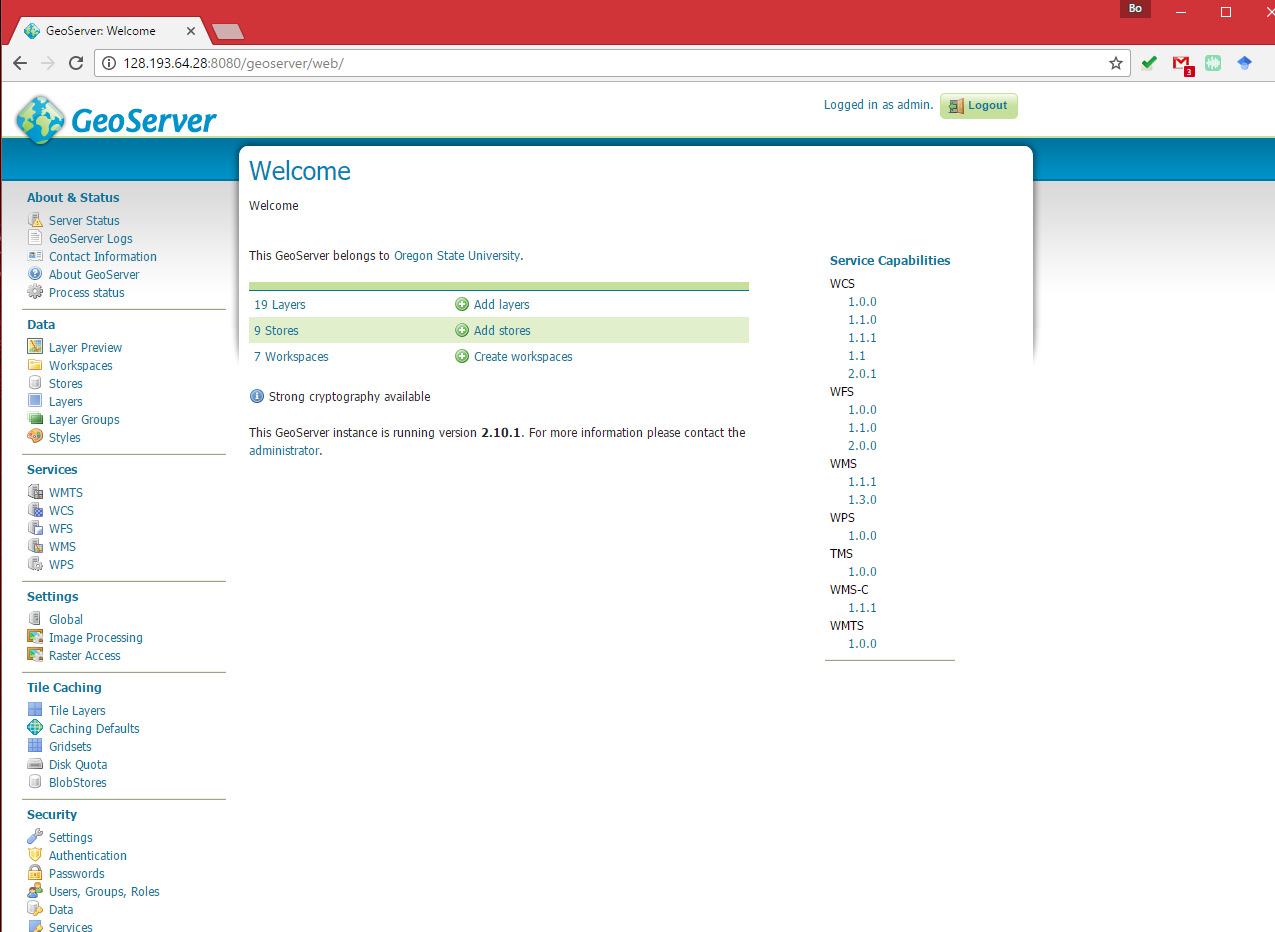 Bo
GeoServer: Welcome
128.193.64.28:8080/geoserver/web/
3
GeoServer
Logged in as admin.
Logout
About & Status
Server Status
GeoServer Logs
Contact Information
About GeoServer
Process status
Data
Layer Preview
Workspaces
Stores
Layers
Layer Groups
Styles
Services
WMTS
WCS
WFS
WMS
WPS
Settings
Global
Image Processing
Raster Access
Tile Caching
Tile Layers
Caching Defaults
Gridsets
Disk Quota
BlobStores
Security
Settings
Authentication
Passwords
Users, Groups, Roles
Data
Services
Welcome
Welcome
This GeoServer belongs to Oregon State University.
19 Layers Add layers
9 Stores Add stores
7 Workspaces Create workspaces
Strong cryptography available
This GeoServer instance is running version 2.10.1. For more information please contact the
administrator.
Service Capabilities
WCS
1.0.0
1.1.0
1.1.1
1.1
2.0.1
WFS
1.0.0
1.1.0
2.0.0
WMS
1.1.1
1.3.0
WPS
1.0.0
TMS
1.0.0
WMS-C
1.1.1
WMTS
1.0.0